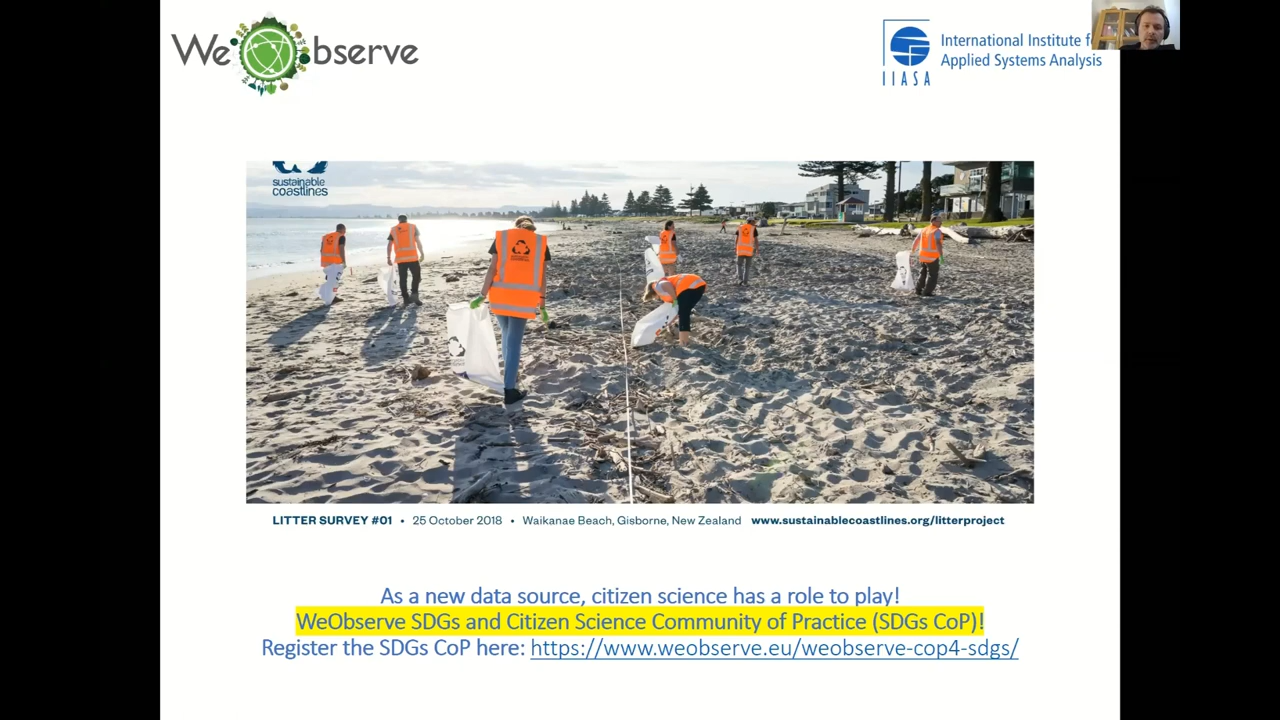 WeObserve
International Institute f
Applied Systems Analysis
IIASA
sustainable
coastlines
LITTER SURVEY #01 • 25 October 2018 • Waikanae Beach, Gisborne, New Zealand www.sustainablecoastlines.org/litterproject
As a new data source, citizen science has a role to play!
WeObserve SDGs and Citizen Science Community of Practice (SDGs CoP)!
Register the SDGs CoP here: https://www.weobserve.eu/weobserve-cop4-sdgs/